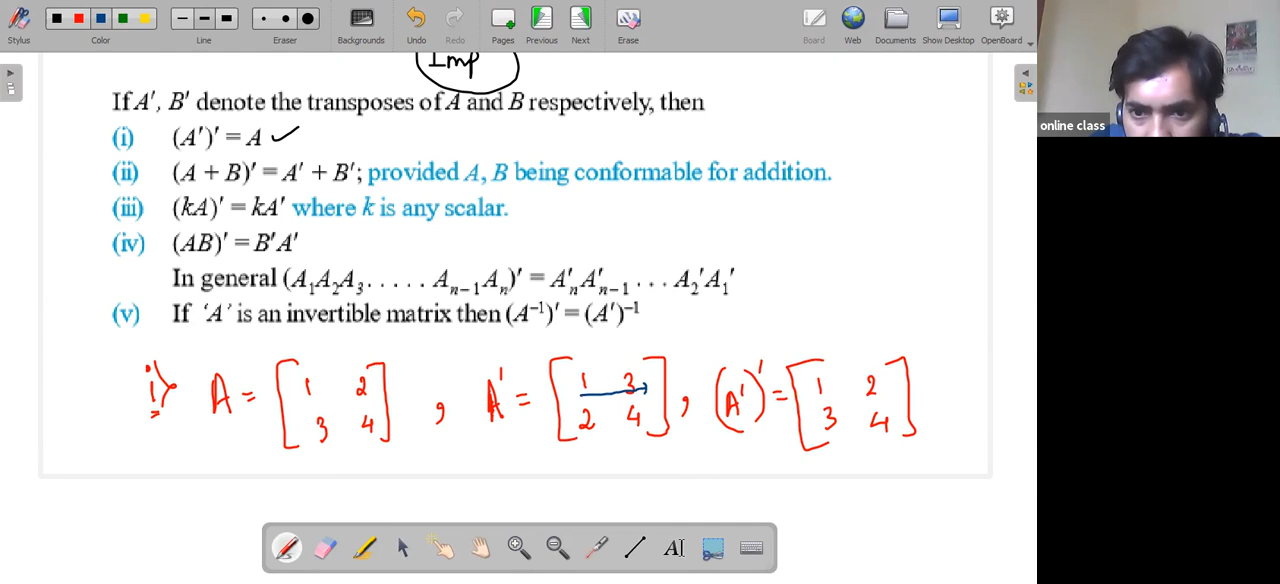 Stylus Color Line Eraser Backgrounds Undo Redo Pages Previous Next Erase Board Web Documents Show Desktop OpenBoard
Imp
online class
If A′, B′ denote the transposes of A and B respectively, then
(i) (A′)′ = A ✓
(ii) (A + B)′ = A′ + B′; provided A, B being conformable for addition.
(iii) (kA)′ = kA′ where k is any scalar.
(iv) (AB)′ = B′A′
In general (A₁A₂A₃ . . . . . Aₙ₋₁Aₙ)′ = A′ₙA′ₙ₋₁ . . . A₂′A₁′
(v) If ‘A’ is an invertible matrix then (A⁻¹)′ = (A′)⁻¹
i) A = [1 2 , A' = [1 3 , (A')' = [1 2
3 4] 2 4] 3 4]